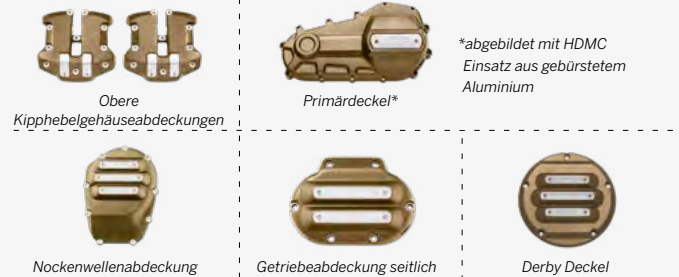 Obere
Kipphebelgehäuseabdeckungen
Primärdeckel*
*abgebildet mit HDMC
Einsatz aus gebürstetem
Aluminium
Nockenwellenabdeckung
Getriebeabdeckung seitlich
Derby Deckel